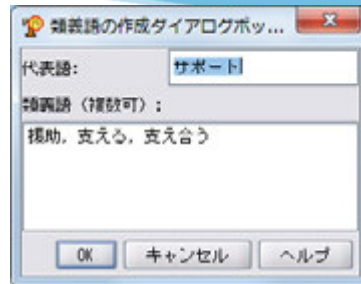 類義語の作成ダイアログボッ...
代表語:
サポート
類義語（複数可）:
援助, 支える, 支え合う
OK
キャンセル
ヘルプ